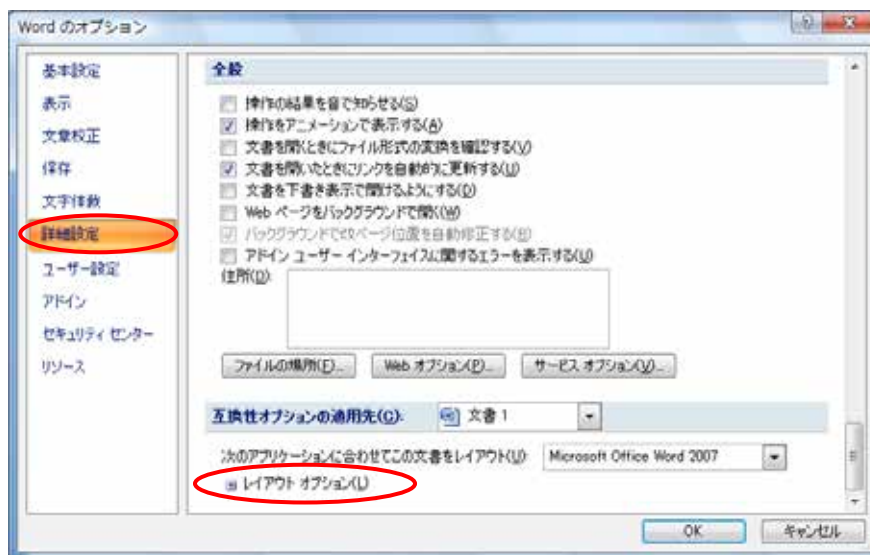 Word のオプション
基本設定
表示
文章校正
保存
文字体裁
詳細設定
ユーザー設定
アドイン
セキュリティ センター
リソース
全般
操作の結果を音で知らせる(S)
操作をアニメーションで表示する(A)
文書を開くときにファイル形式の変換を確認する(V)
文書を開いたときにリンクを自動的に更新する(U)
文書を下書き表示で開けるようにする(D)
Web ページをバックグラウンドで開く(W)
バックグラウンドで改ページ位置を自動修正する(B)
アドイン ユーザー インターフェイスに関するエラーを表示する(U)
住所(D):
ファイルの場所(F)... Web オプション(P)... サービス オプション(V)...
互換性オプションの適用先(C): 文書 1
次のアプリケーションに合わせてこの文書をレイアウト(U) Microsoft Office Word 2007
レイアウト オプション(L)
OK キャンセル